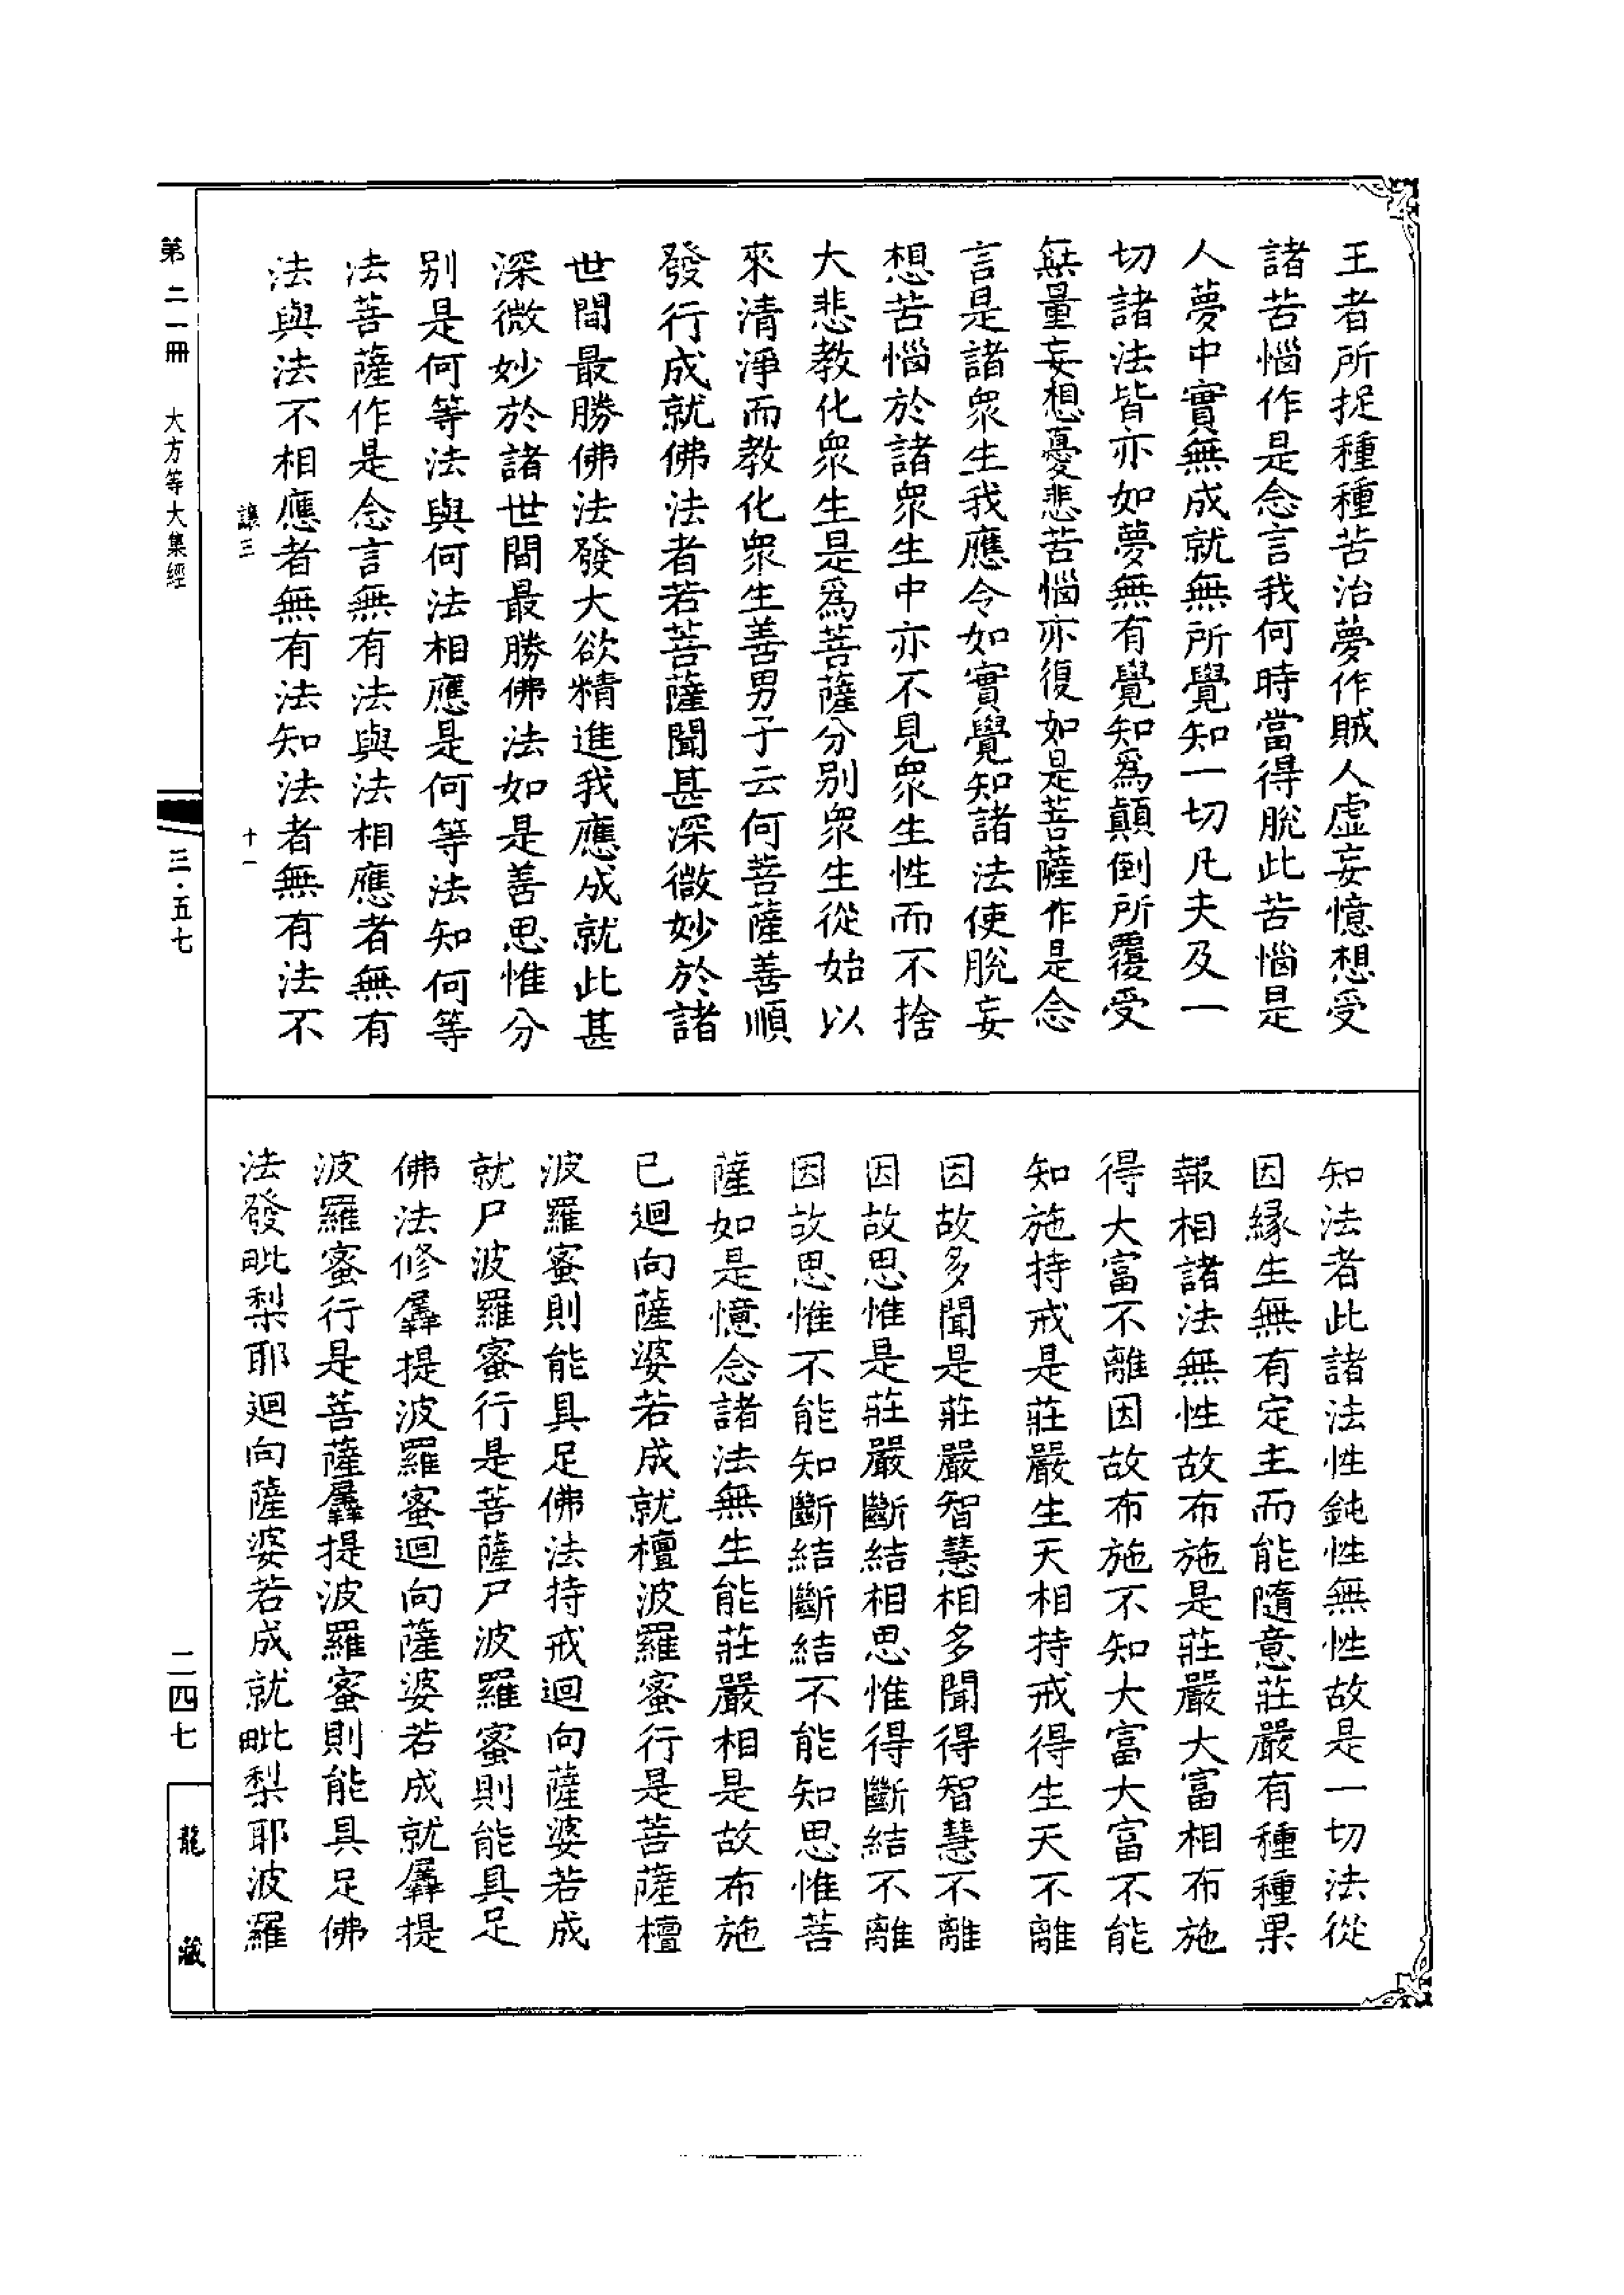 王者所捉種種苦治夢作賊人虛妄憶想受
諸苦惱作是念言我何時當得脫此苦惱是
人夢中實無成就無所覺知一切凡夫及一
切諸法皆亦如夢無有覺知爲顛倒所覆受
無量妄想憂悲苦惱亦復如是菩薩作是念
言是諸衆生我應令如實覺知諸法使脫妄
想苦惱於諸衆生中亦不見衆生性而不捨
大悲教化衆生是爲菩薩分別衆生從始以
來清淨而教化衆生善男子云何菩薩善順
發行成就佛法者若菩薩聞甚深微妙於諸
世間最勝佛法發大欲精進我應成就此甚
深微妙於諸世間最勝佛法如是善思惟分
别是何等法與何法相應是何等法知何等
法菩薩作是念言無有法與法相應者無有
法與法不相應者無有法知法者無有法不
讓三 十一
知法者此諸法性鈍性無性故是一切法從
因緣生無有定主而能隨意莊嚴有種種果
報相諸法無性故布施是莊嚴大富相布施
得大富不離因故布施不知大富大富不能
知施持戒是莊嚴生天相持戒得生天不離
因故多聞是莊嚴智慧相多聞得智慧不離
因故思惟是莊嚴斷結相思惟得斷結不離
因故思惟不能知斷結斷結不能知思惟菩
薩如是憶念諸法無生能莊嚴相是故布施
已迴向薩婆若成就檀波羅蜜行是菩薩檀
波羅蜜則能具足佛法持戒迴向薩婆若成
就尸波羅蜜行是菩薩尸波羅蜜則能具足
佛法修羼提波羅蜜迴向薩婆若成就羼提
波羅蜜行是菩薩羼提波羅蜜則能具足佛
法發毗梨耶迴向薩婆若成就毗梨耶波羅
第二一冊 大方等大集經
三·五七
二四七
龍藏